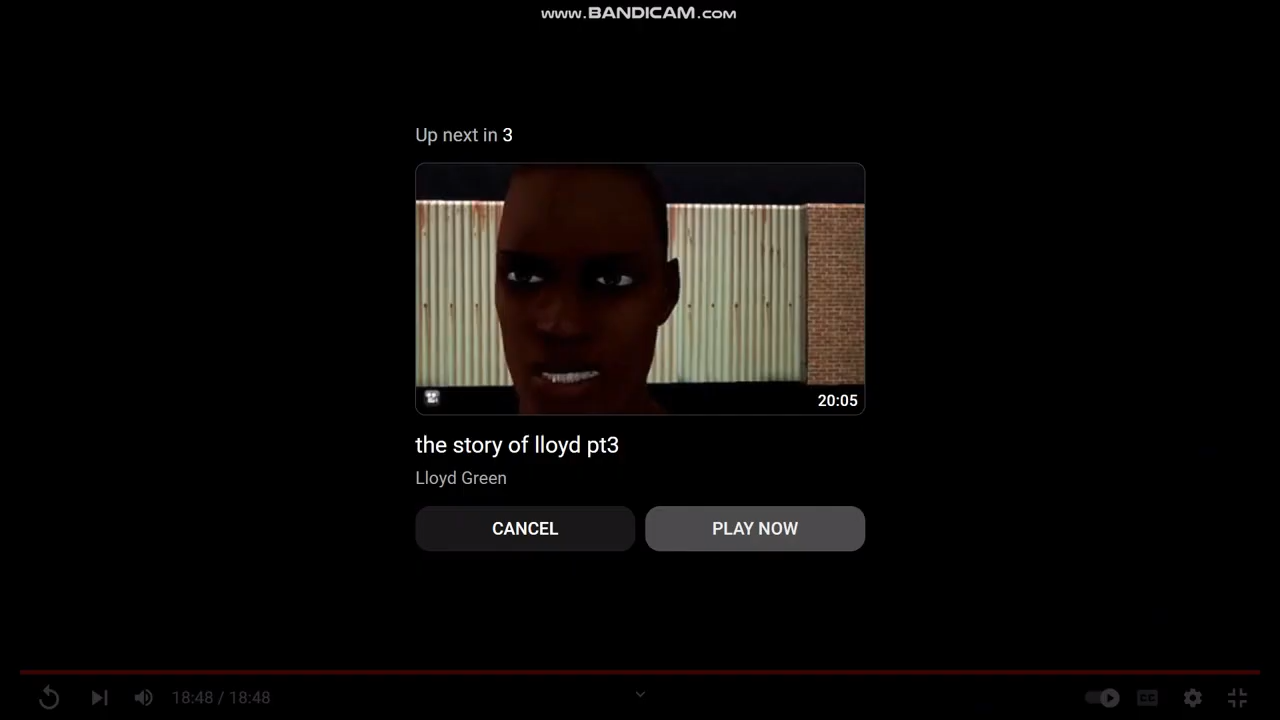 www.BANDICAM.com
Up next in 3
20:05
the story of lloyd pt3
Lloyd Green
CANCEL
PLAY NOW
18:48 / 18:48
CC